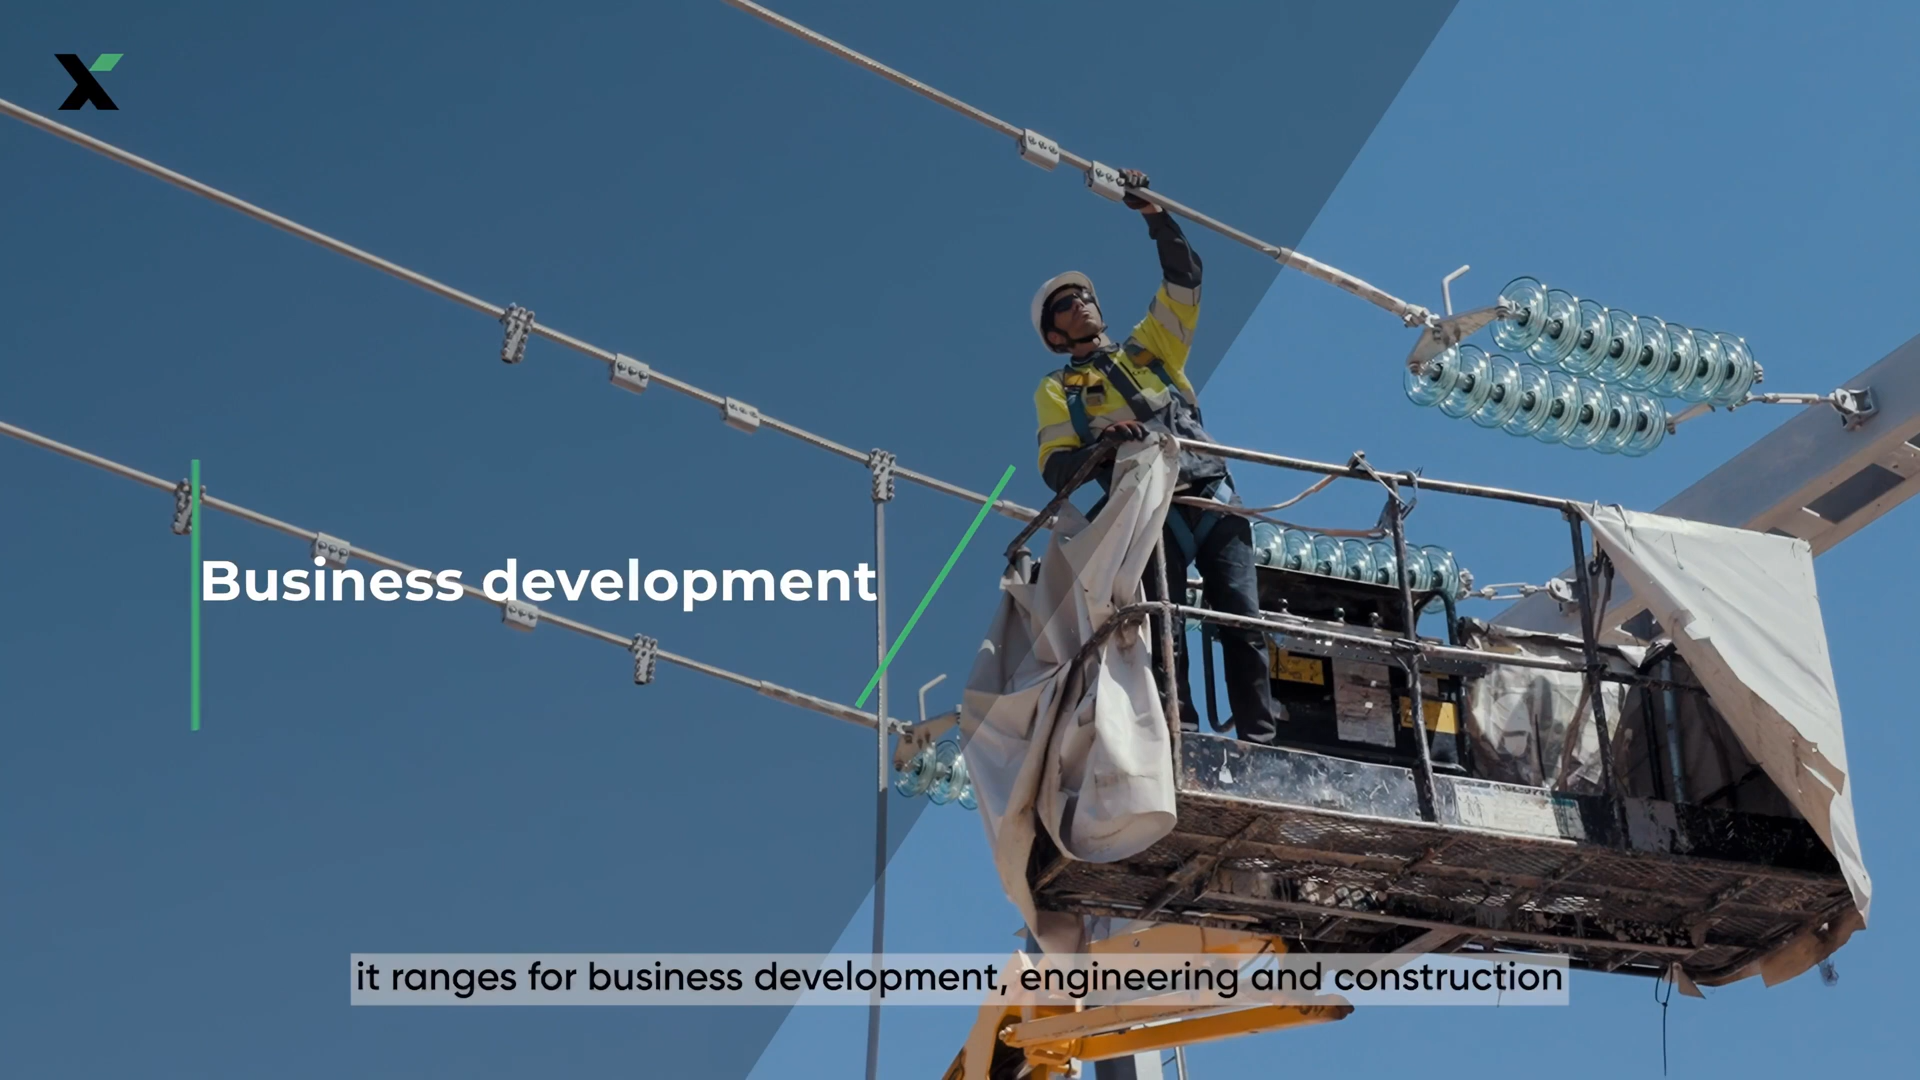 Business development
it ranges for business development, engineering and construction